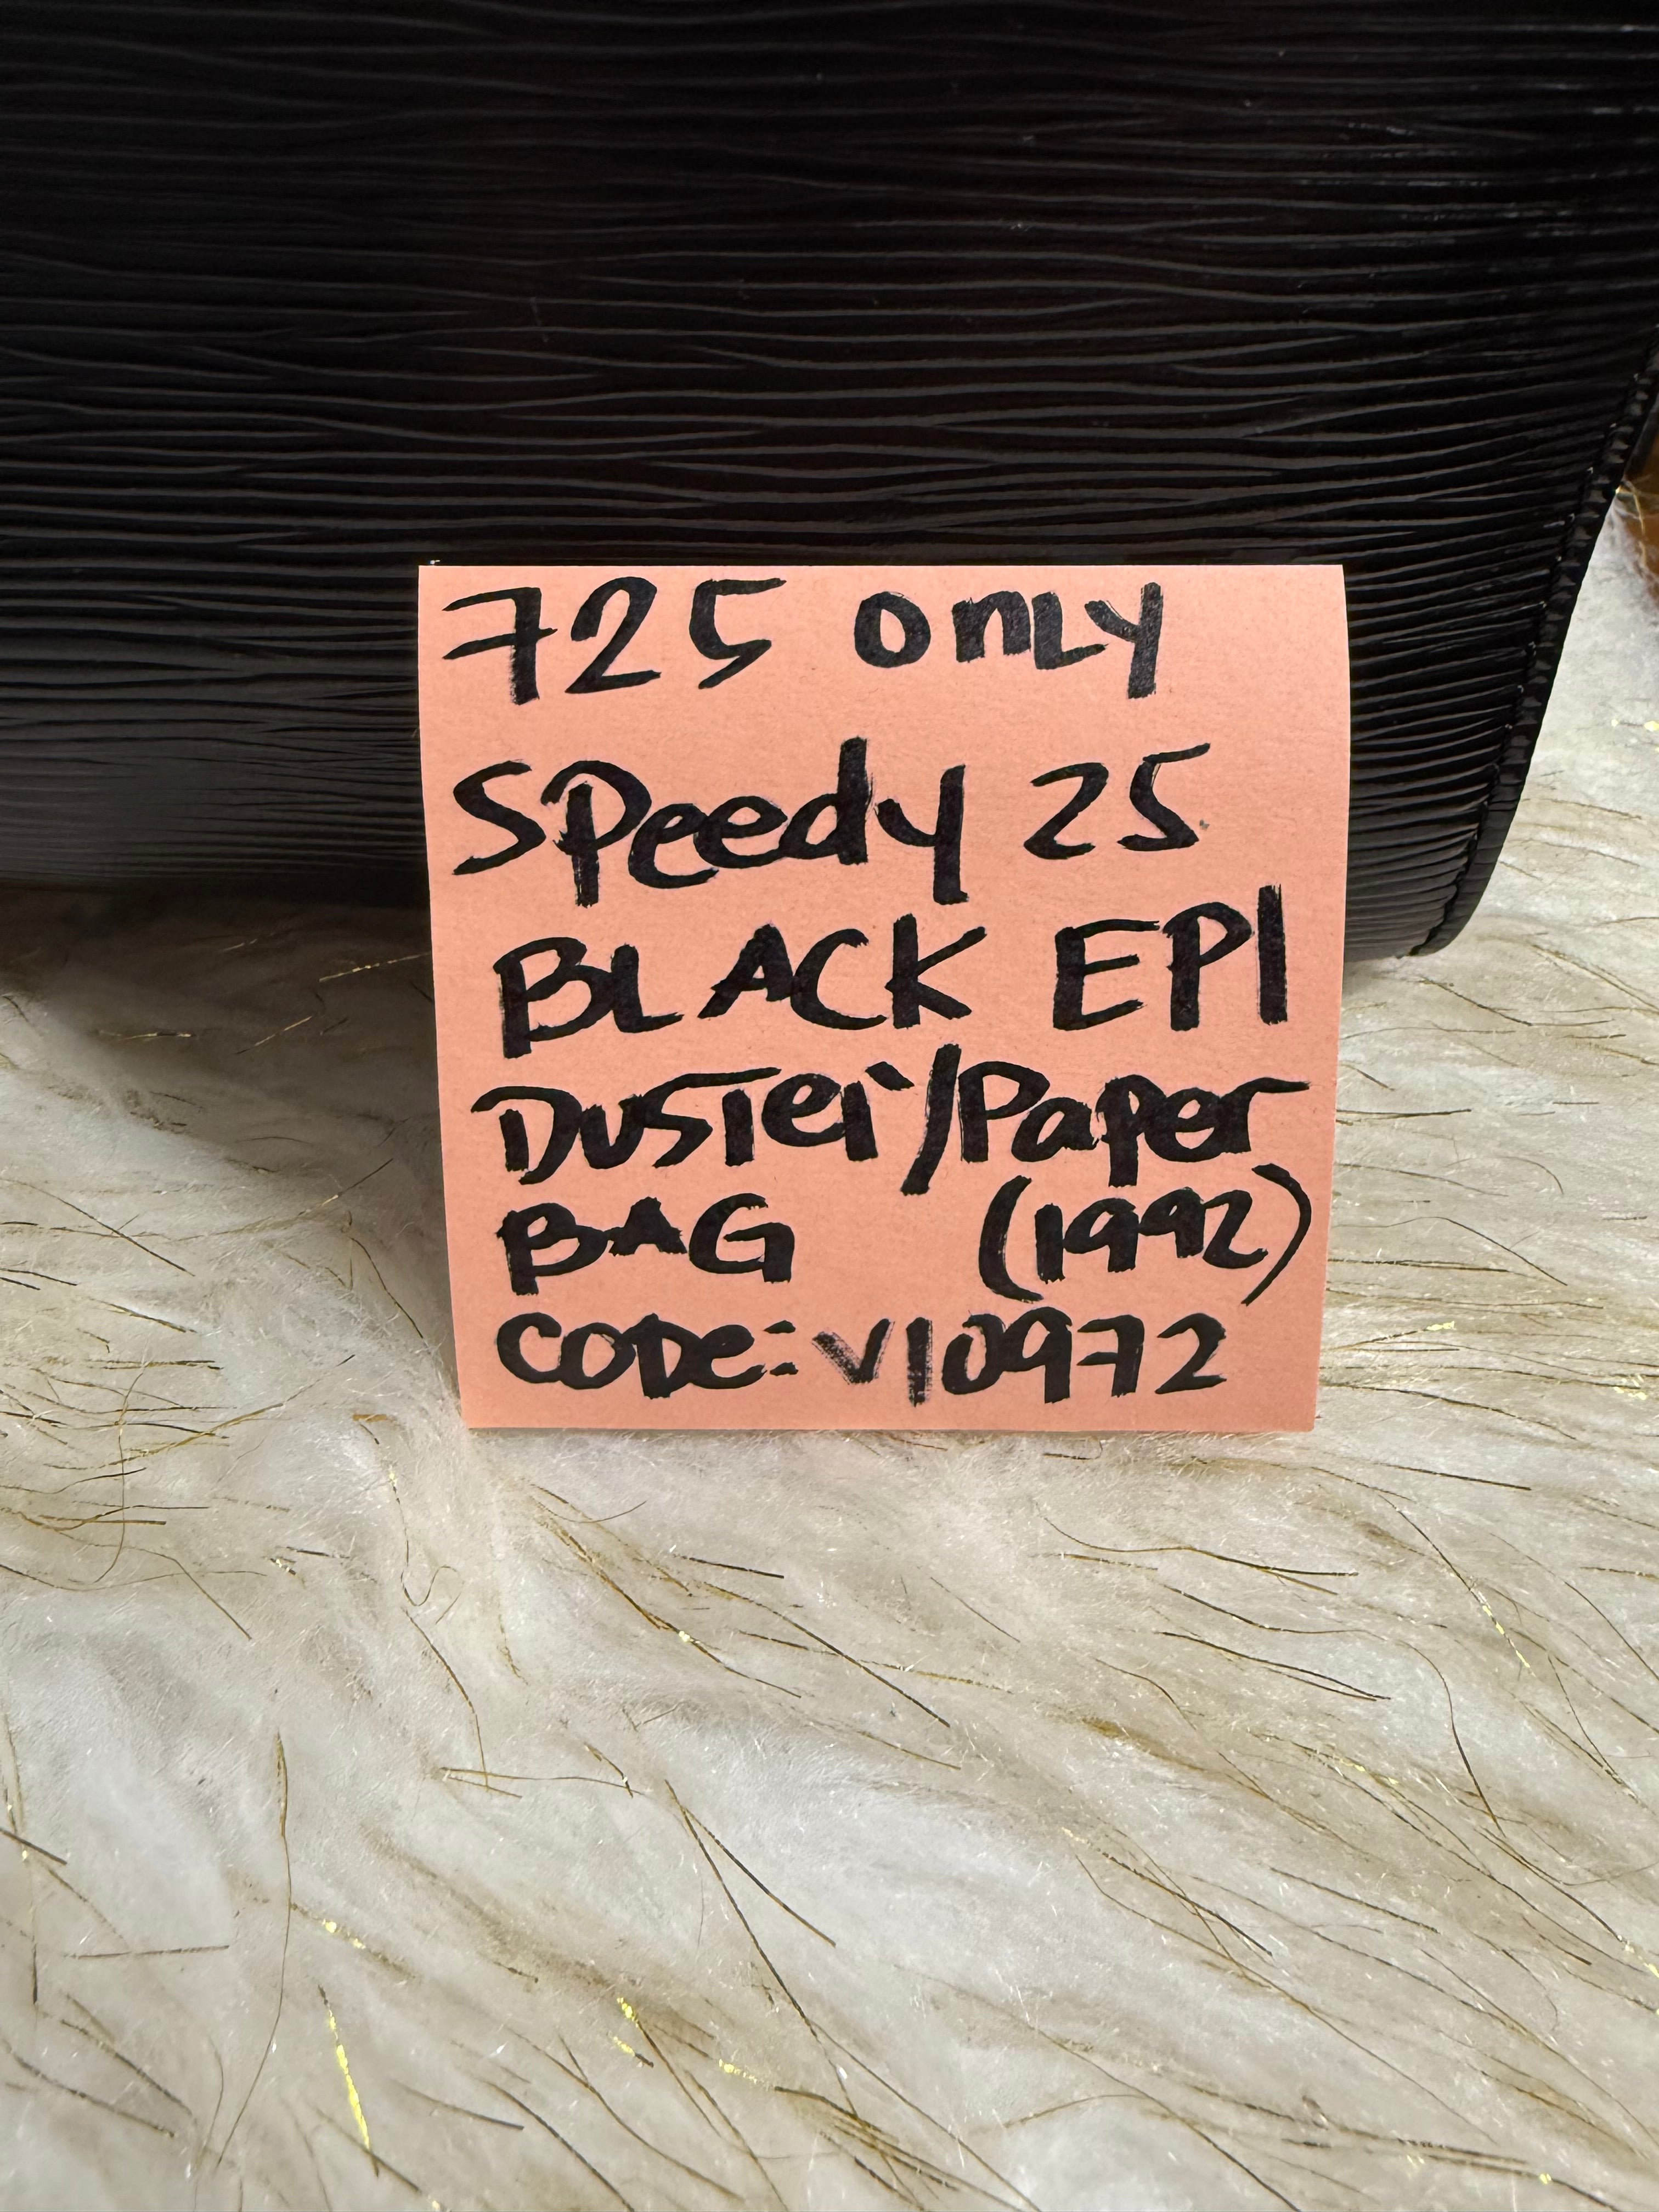 725 only
Speedy 25
BLACK EPI
Duster/Paper
BAG (1992)
CODe: V10972